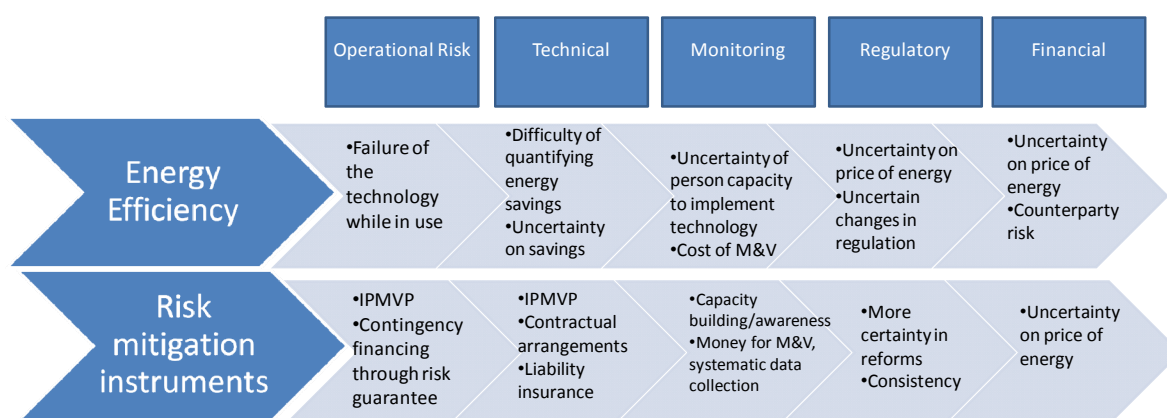 Operational Risk
Technical
Monitoring
Regulatory
Financial
Energy
Efficiency
•Failure of
the
technology
while in use
•Difficulty of
quantifying
energy
savings
•Uncertainty
on savings
•Uncertainty of
person capacity
to implement
technology
•Cost of M&V
•Uncertainty on
price of energy
•Uncertain
changes in
regulation
•Uncertainty
on price of
energy
•Counterparty
risk
Risk
mitigation
instruments
•IPMVP
•Contingency
financing
through risk
guarantee
•IPMVP
•Contractual
arrangements
•Liability
insurance
•Capacity
building/awareness
•Money for M&V,
systematic data
collection
•More
certainty in
reforms
•Consistency
•Uncertainty
on price of
energy